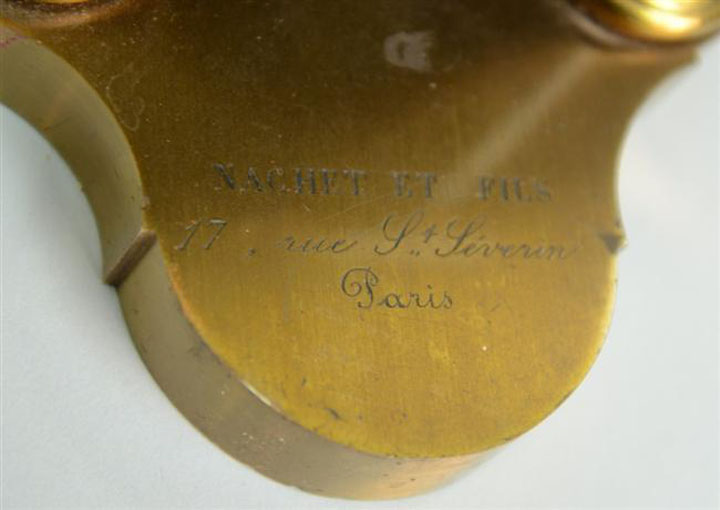 NACHET ET FILS
17, rue St. Séverin
Paris